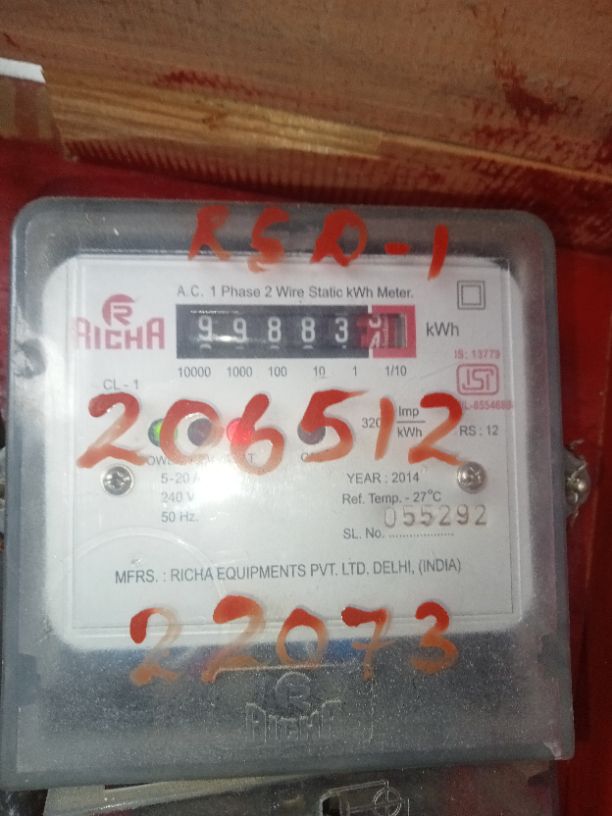 RSD-1
A.C. 1 Phase 2 Wire Static kWh Meter.
RICHA
99883
kWh
10000 1000 100 10 1 1/10
IS: 13779
ISI
CL - 1
206512
Imp
kWh
RS : 12
5-20 A
240 V
50 Hz.
YEAR : 2014
Ref. Temp. - 27°C
SL. No. 055292
MFRS. : RICHA EQUIPMENTS PVT. LTD. DELHI, (INDIA)
22073
RICHA